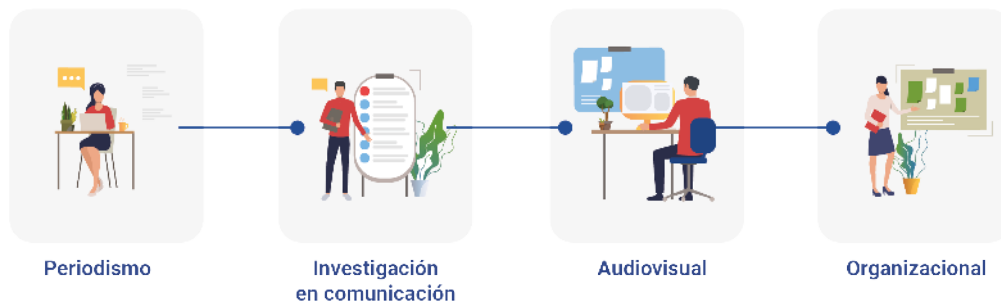 Periodismo
Investigación
en comunicación
Audiovisual
Organizacional